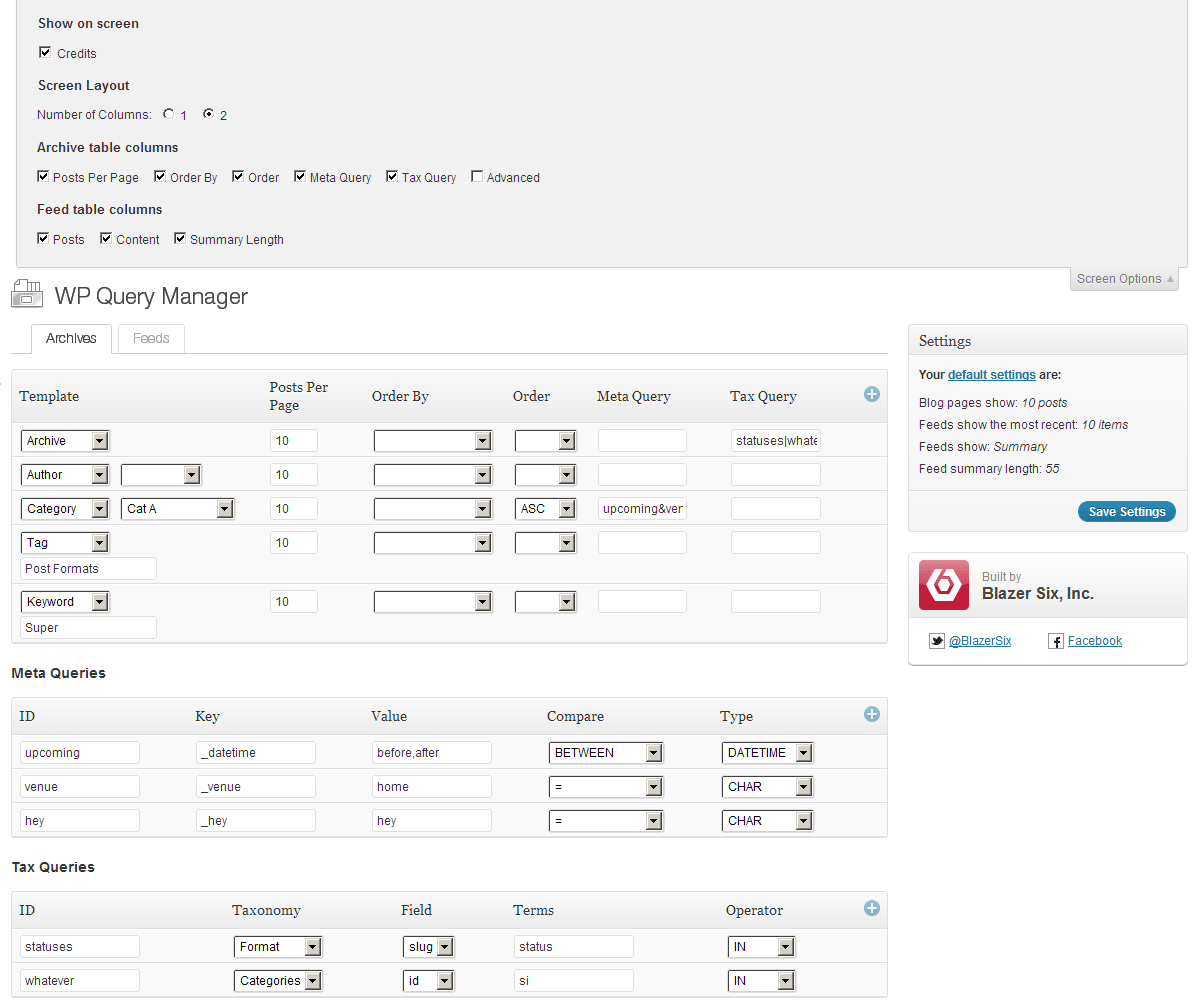 Show on screen
Credits
Screen Layout
Number of Columns: 1 2
Archive table columns
Posts Per Page Order By Order Meta Query Tax Query Advanced
Feed table columns
Posts Content Summary Length
Screen Options
WP Query Manager
Archives Feeds
Template Posts Per Page Order By Order Meta Query Tax Query
Archive 10 statuses|whate
Author 10
Category Cat A 10 ASC upcoming&ven
Tag 10
Post Formats
Keyword 10
Super
Settings
Your default settings are:
Blog pages show: 10 posts
Feeds show the most recent: 10 items
Feeds show: Summary
Feed summary length: 55
Save Settings
Built by
Blazer Six, Inc.
@BlazerSix Facebook
Meta Queries
ID Key Value Compare Type
upcoming _datetime before,after BETWEEN DATETIME
venue _venue home = CHAR
hey _hey hey = CHAR
Tax Queries
ID Taxonomy Field Terms Operator
statuses Format slug status IN
whatever Categories id si IN